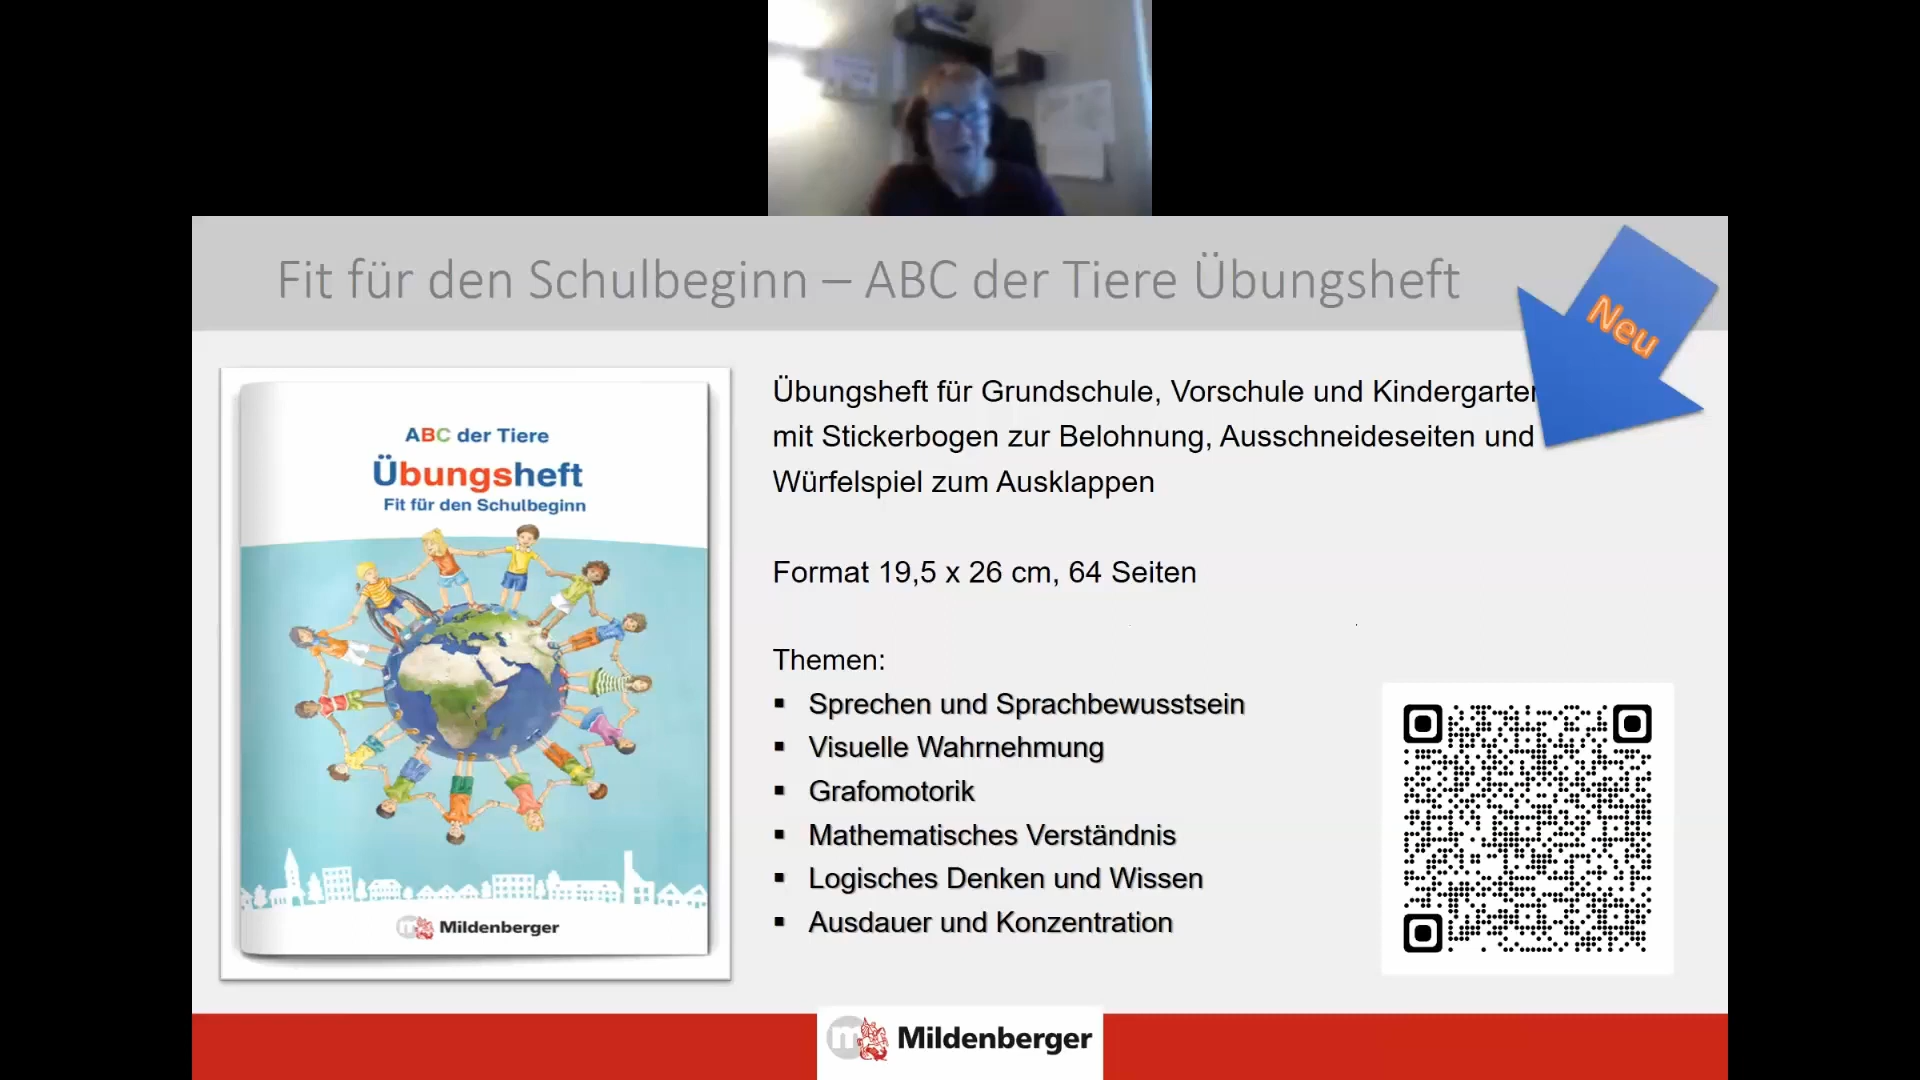 Fit für den Schulbeginn – ABC der Tiere Übungsheft
Neu
ABC der Tiere
Übungsheft
Fit für den Schulbeginn
Mildenberger
Übungsheft für Grundschule, Vorschule und Kindergarten
mit Stickerbogen zur Belohnung, Ausschneideseiten und
Würfelspiel zum Ausklappen
Format 19,5 x 26 cm, 64 Seiten
Themen:
▪ Sprechen und Sprachbewusstsein
▪ Visuelle Wahrnehmung
▪ Grafomotorik
▪ Mathematisches Verständnis
▪ Logisches Denken und Wissen
▪ Ausdauer und Konzentration
m Mildenberger